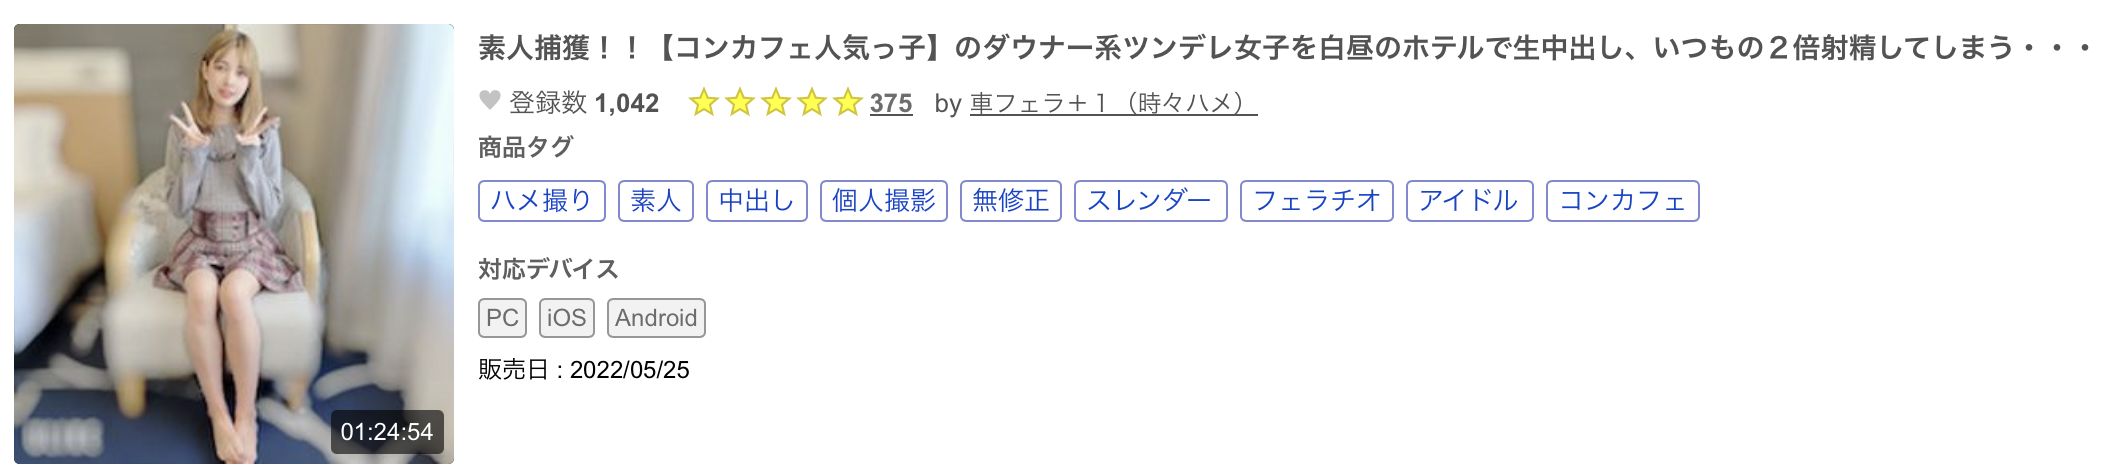 素人捕獲！！【コンカフェ人気っ子】のダウナー系ツンデレ女子を白昼のホテルで生中出し、いつもの２倍射精してしまう・・・
♥ 登録数 1,042 ★★★★★ 375 by 車フェラ＋１（時々ハメ）
商品タグ
ハメ撮り 素人 中出し 個人撮影 無修正 スレンダー フェラチオ アイドル コンカフェ
対応デバイス
PC iOS Android
販売日 : 2022/05/25
01:24:54